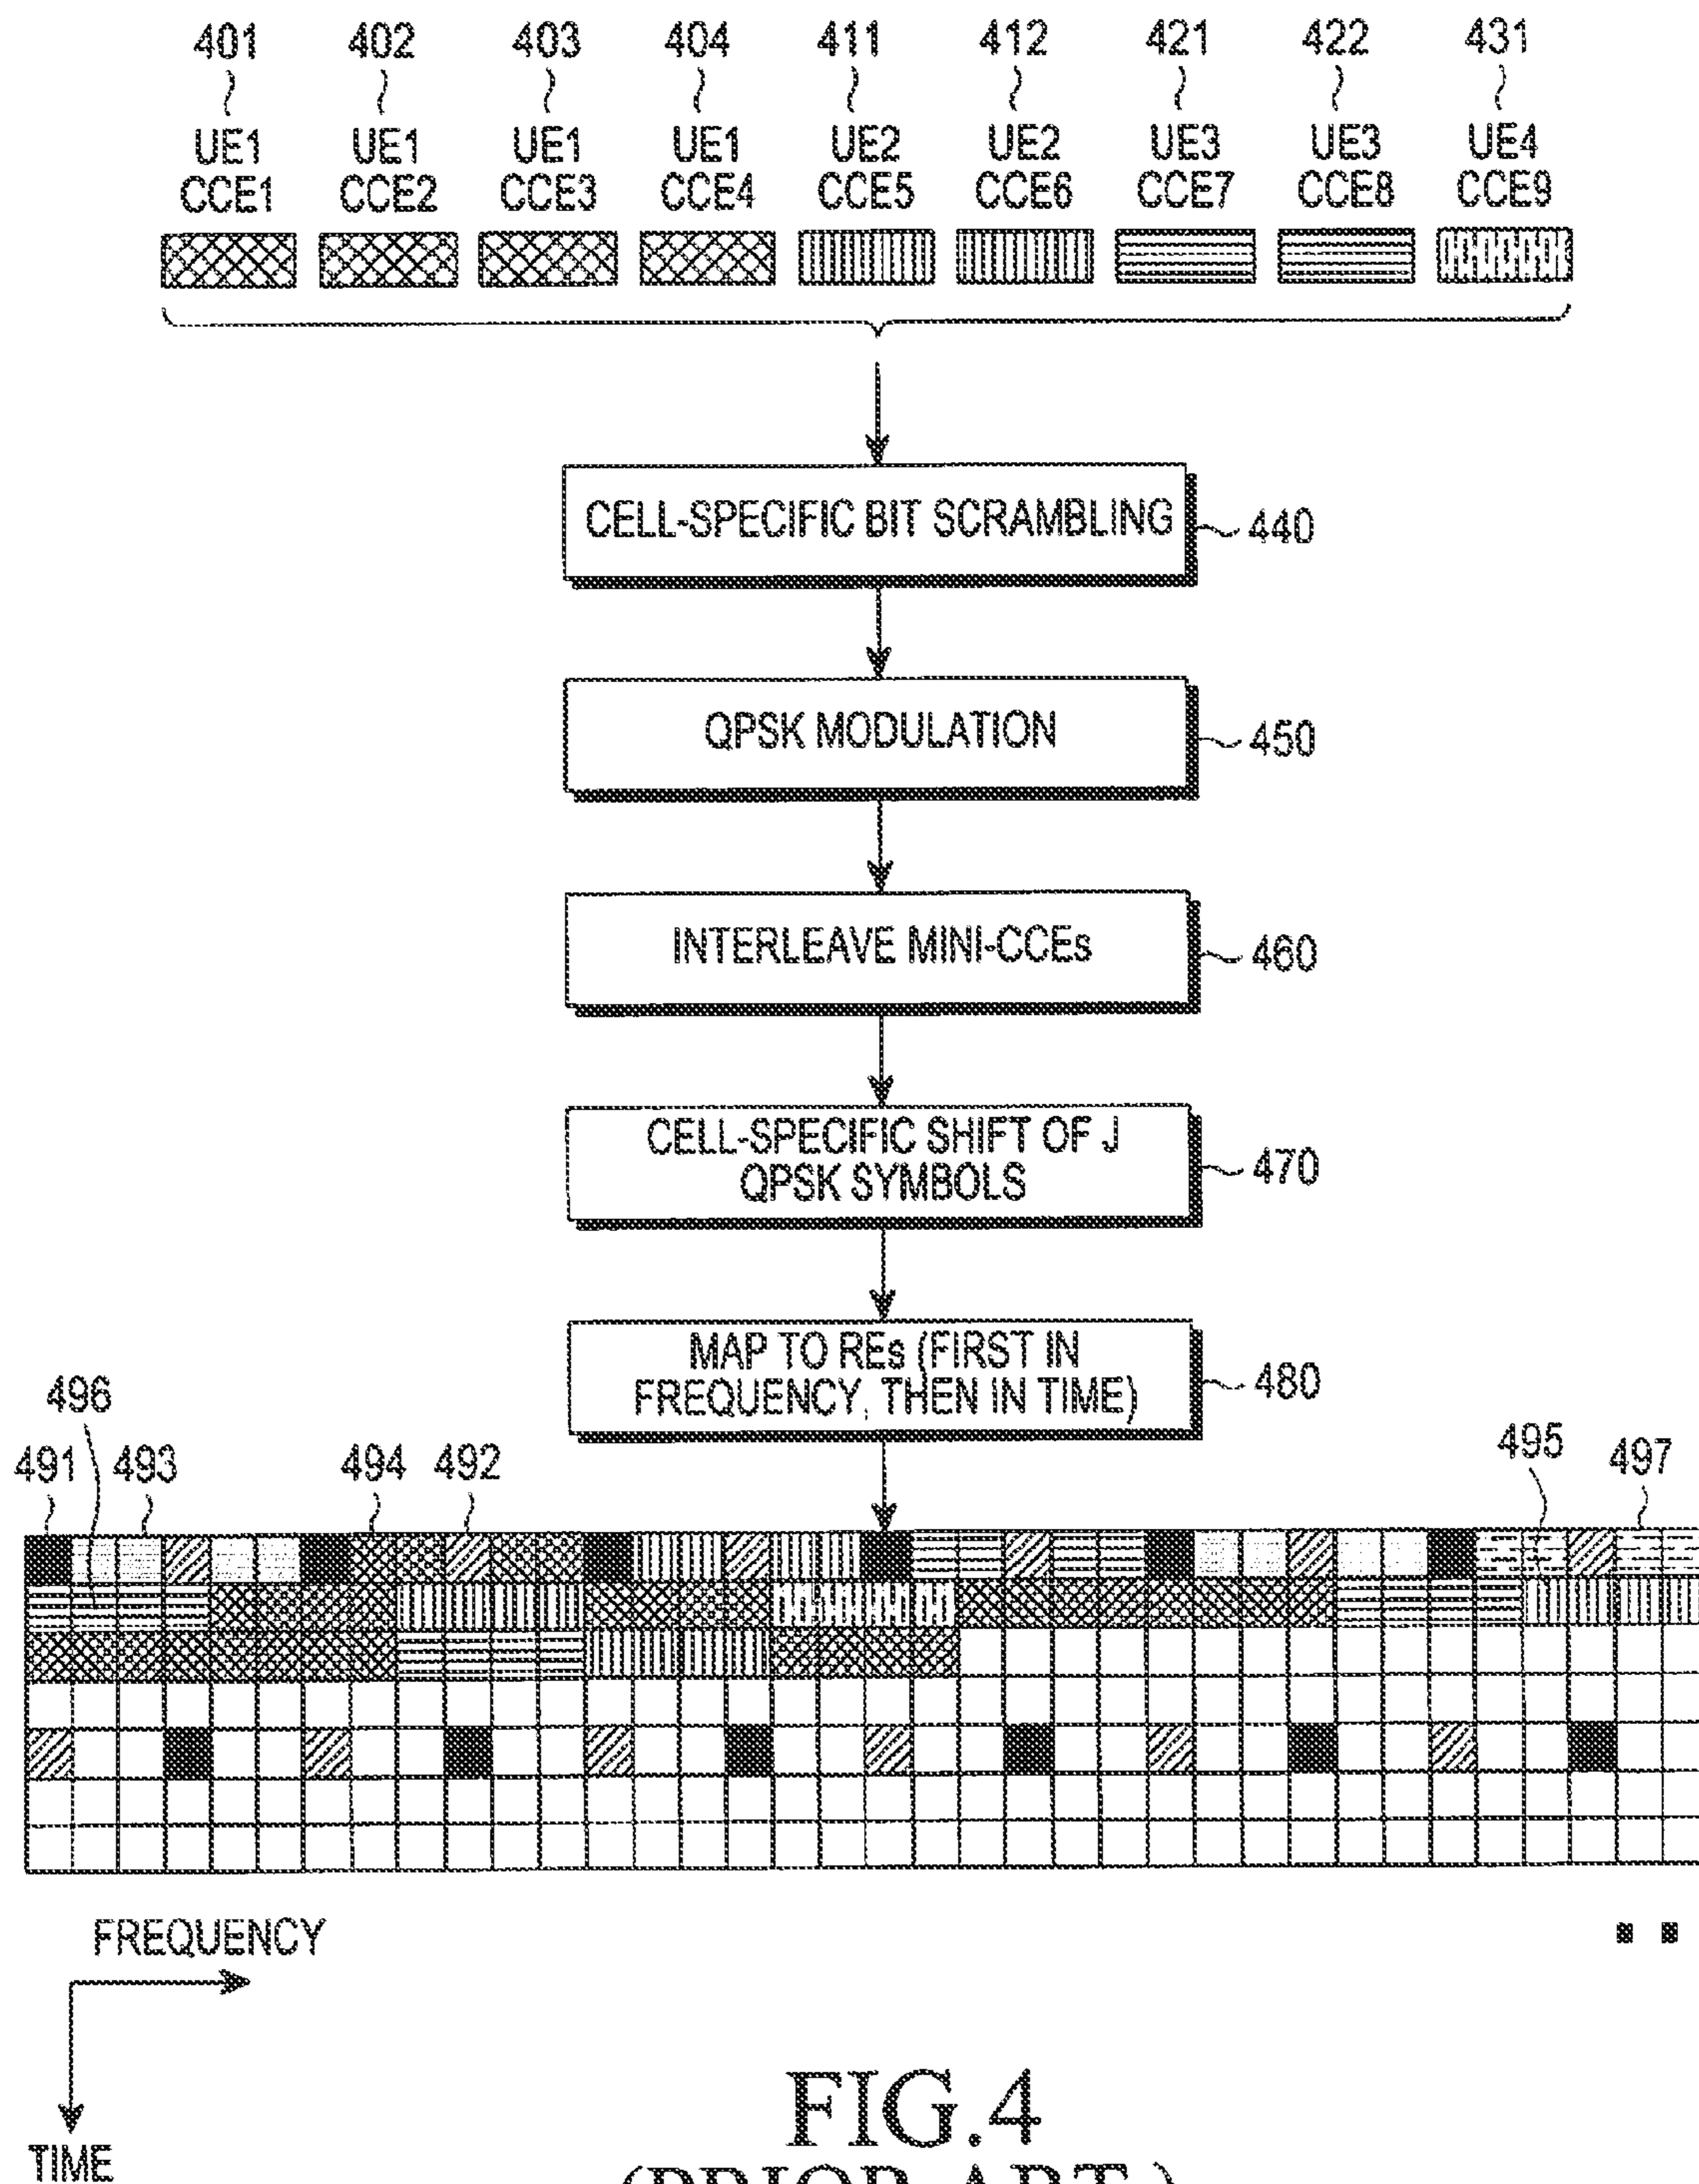 401 402 403 404 411 412 421 422 431
UE1 UE1 UE1 UE1 UE2 UE2 UE3 UE3 UE4
CCE1 CCE2 CCE3 CCE4 CCE5 CCE6 CCE7 CCE8 CCE9
CELL-SPECIFIC BIT SCRAMBLING
440
QPSK MODULATION
450
INTERLEAVE MINI-CCEs
460
CELL-SPECIFIC SHIFT OF J
QPSK SYMBOLS
470
MAP TO REs (FIRST IN
FREQUENCY, THEN IN TIME)
480
496
491 493 494 492 495 497
FREQUENCY
TIME
FIG.4
(PRIOR ART)